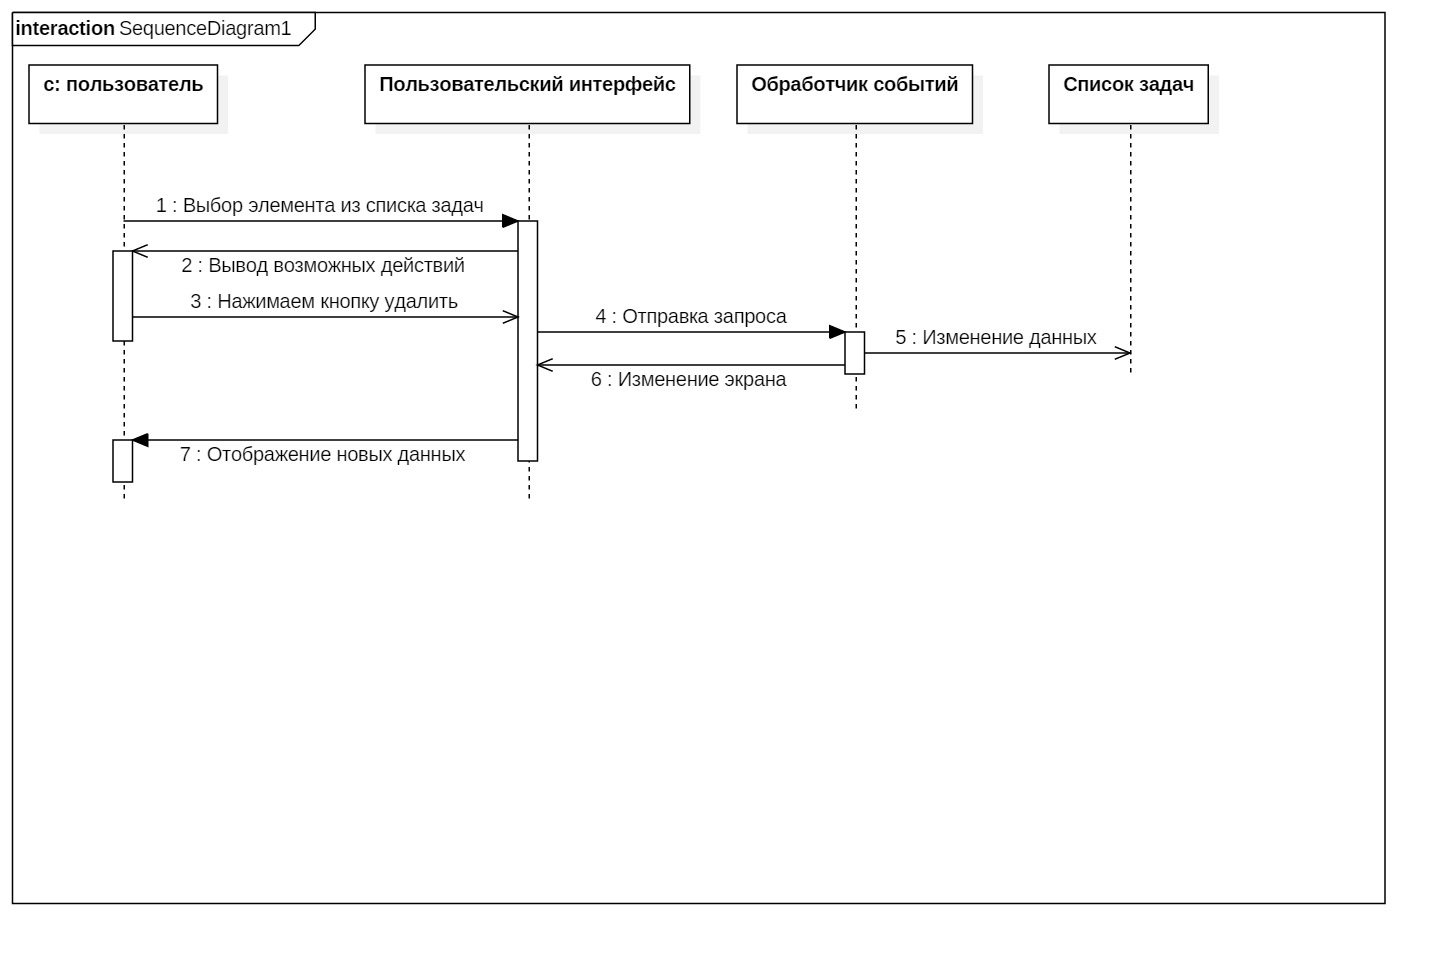 interaction SequenceDiagram1
с: пользователь
Пользовательский интерфейс
Обработчик событий
Список задач
1 : Выбор элемента из списка задач
2 : Вывод возможных действий
3 : Нажимаем кнопку удалить
4 : Отправка запроса
5 : Изменение данных
6 : Изменение экрана
7 : Отображение новых данных